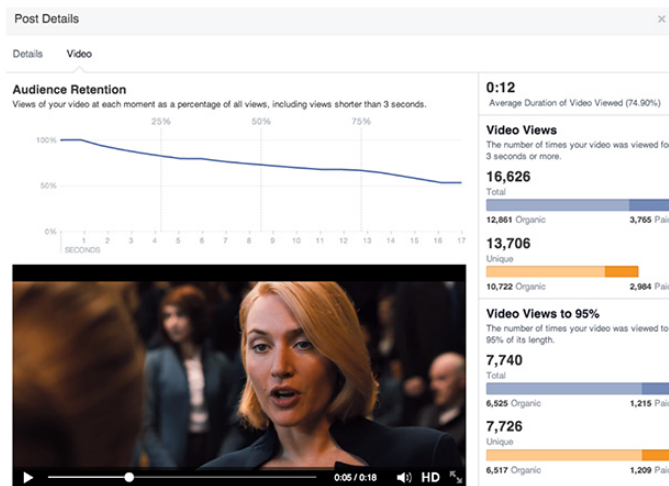 Post Details
×
Details
Video
Audience Retention
Views of your video at each moment as a percentage of all views, including views shorter than 3 seconds.
25%
50%
75%
100%
50%
0%
1 2 3 4 5 6 7 8 9 10 11 12 13 14 15 16 17
SECONDS
0:05 / 0:18
HD
0:12
Average Duration of Video Viewed (74.90%)
Video Views
The number of times your video was viewed for
3 seconds or more.
16,626
Total
12,861 Organic
3,765 Paid
13,706
Unique
10,722 Organic
2,984 Paid
Video Views to 95%
The number of times your video was viewed to
95% of its length.
7,740
Total
6,525 Organic
1,215 Paid
7,726
Unique
6,517 Organic
1,209 Paid